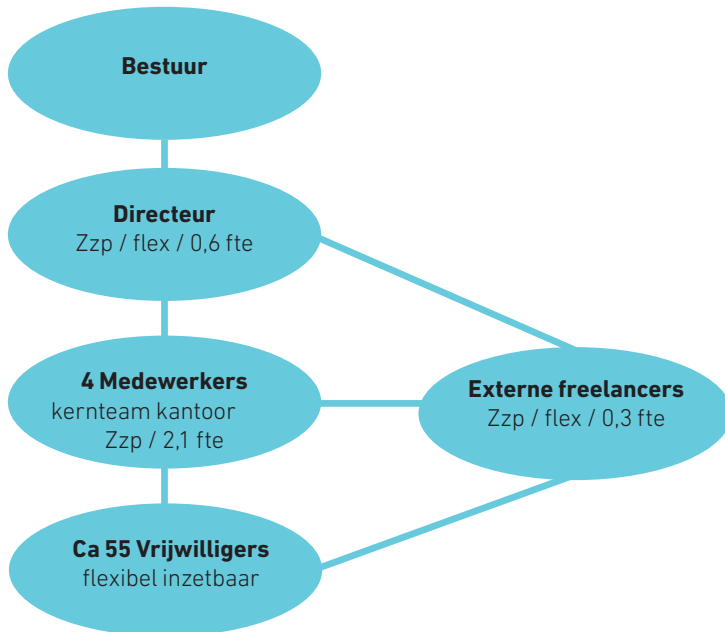 Bestuur
Directeur
Zzp / flex / 0,6 fte
4 Medewerkers
kernteam kantoor
Zzp / 2,1 fte
Externe freelancers
Zzp / flex / 0,3 fte
Ca 55 Vrijwilligers
flexibel inzetbaar